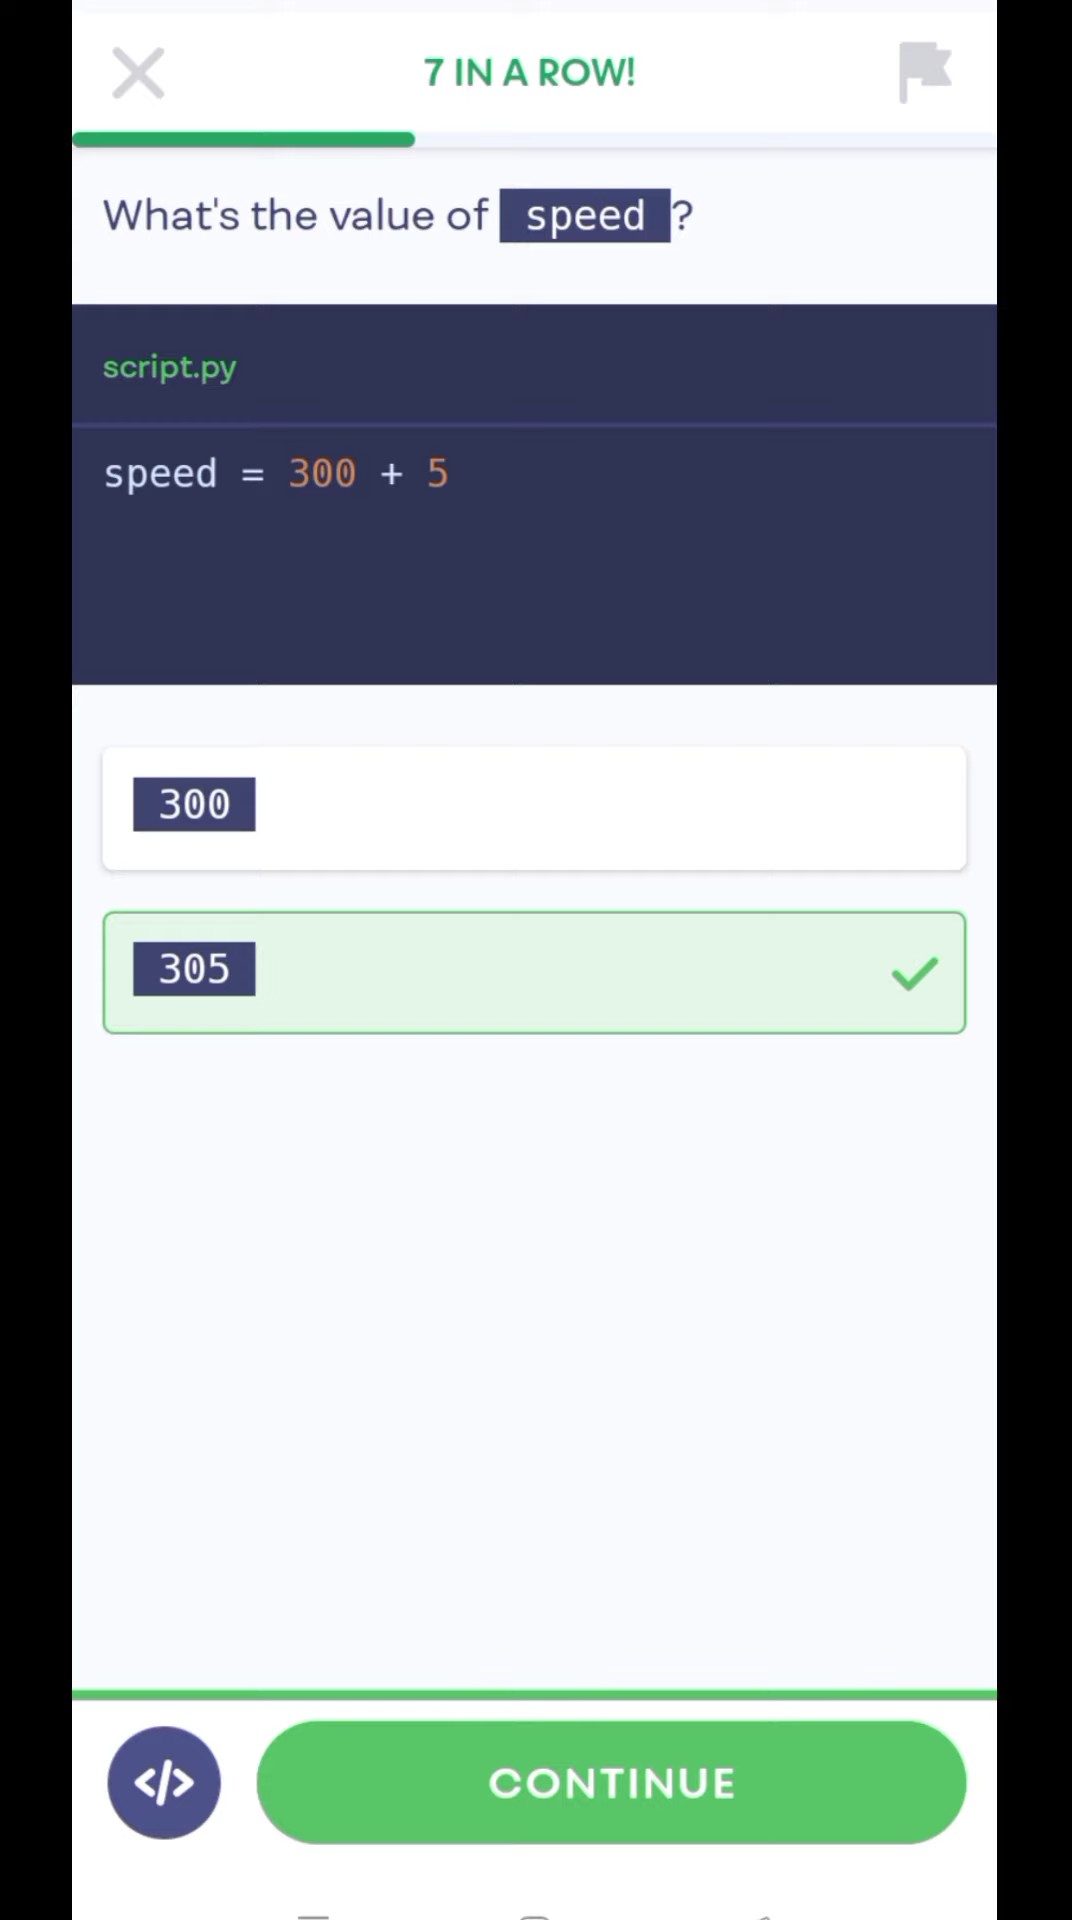 7 IN A ROW!
What's the value of speed ?
script.py
speed = 300 + 5
300
305
</>
CONTINUE